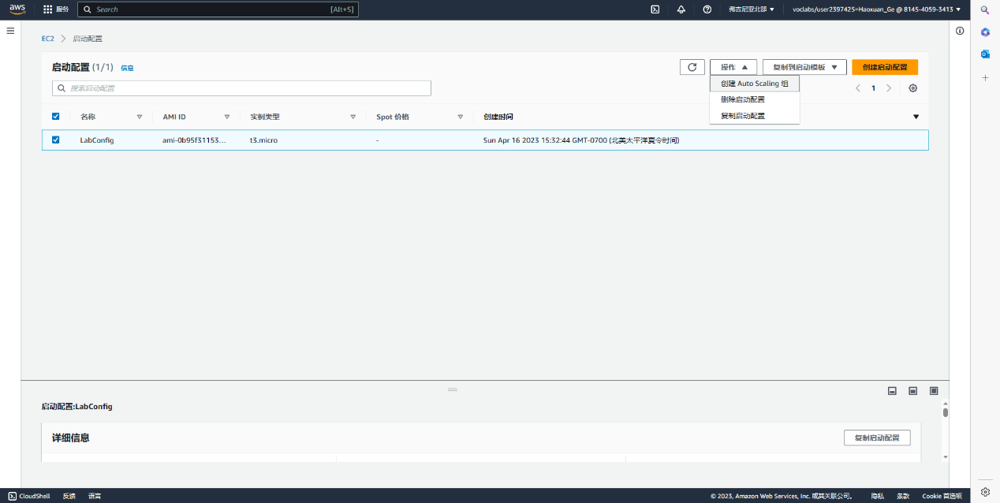 aws 服务 Search [Alt+S] 弗吉尼亚北部 voclabs/user2397425=Haoxuan_Ge @ 8145-4059-3413
EC2 启动配置
启动配置 (1/1) 信息 操作 复制到启动模板 创建启动配置
创建 Auto Scaling 组
搜索启动配置 1
删除启动配置
复制启动配置
名称 AMI ID 实例类型 Spot 价格 创建时间
LabConfig ami-0b95f31153... t3.micro - Sun Apr 16 2023 15:32:44 GMT-0700 (北美太平洋夏令时间)
启动配置:LabConfig
详细信息 复制启动配置
CloudShell 反馈 语言 © 2023, Amazon Web Services, Inc. 或其关联公司。 隐私 条款 Cookie 首选项